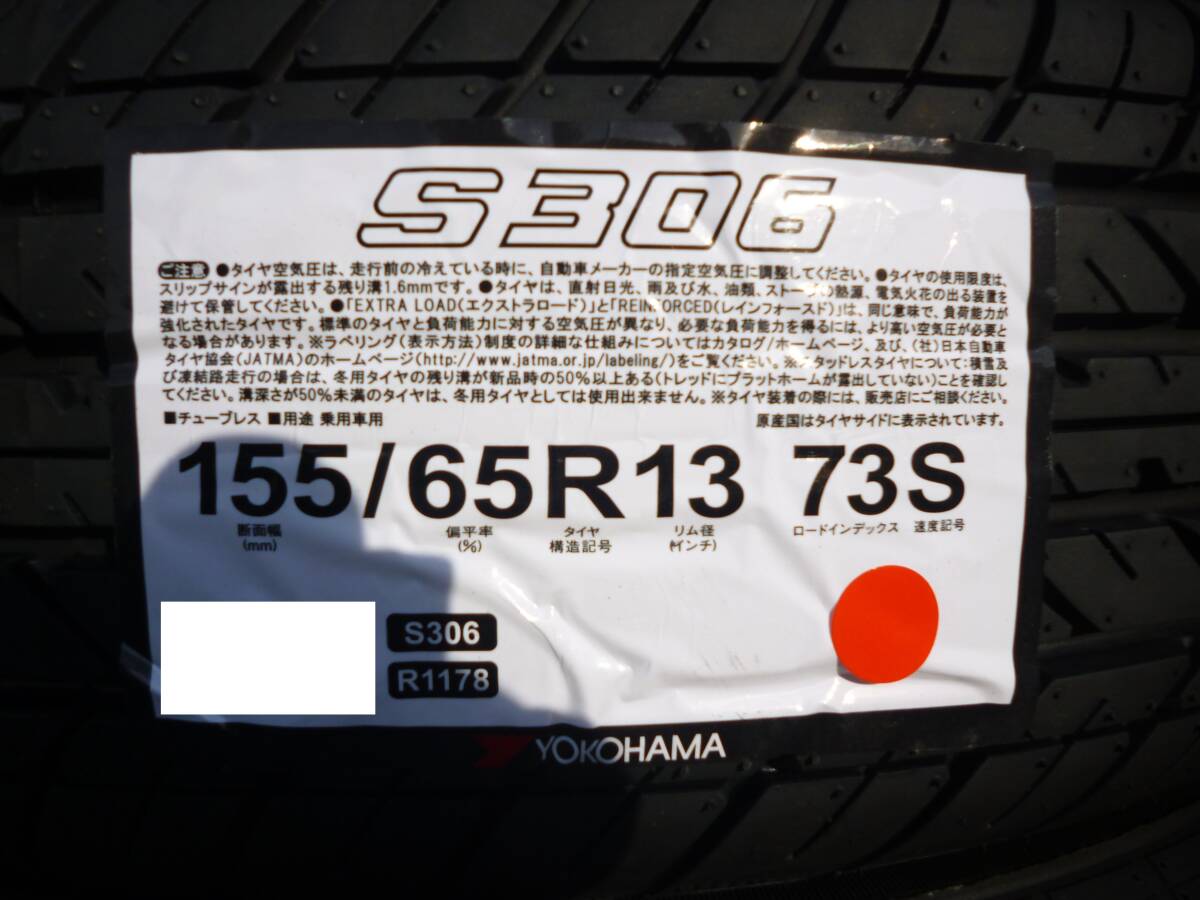 S306
ご注意 ●タイヤ空気圧は、走行前の冷えている時に、自動車メーカーの指定空気圧に調整してください。●タイヤの使用限度は、
スリップサインが露出する残り溝1.6mmです。●タイヤは、直射日光、雨及び水、油類、ストーブの熱源、電気火花の出る装置を
避けて保管してください。●「EXTRA LOAD(エクストラロード)」と「REINFORCED(レインフォースド)」は、同じ意味で、負荷能力が
強化されたタイヤです。標準のタイヤと負荷能力に対する空気圧が異なり、必要な負荷能力を得るには、より高い空気圧が必要と
なる場合があります。※ラベリング(表示方法)制度の詳細な仕組みについてはカタログ/ホームページ、及び、(社)日本自動車
タイヤ協会(JATMA)のホームページ(http://www.jatma.or.jp/labeling/)をご覧ください。※スタッドレスタイヤについて:積雪及
び凍結路走行の場合は、冬用タイヤの残り溝が新品時の50%以上ある(トレッドにプラットホームが露出していない)ことを確認し
てください。溝深さが50%未満のタイヤは、冬用タイヤとしては使用出来ません。※タイヤ装着の際には、販売店にご相談ください。
■チューブレス ■用途 乗用車用 原産国はタイヤサイドに表示されています。
155/65R13 73S
断面幅 偏平率 タイヤ リム径 ロードインデックス 速度記号
(mm) (%) 構造記号 (インチ)
S306
R1178
YOKOHAMA